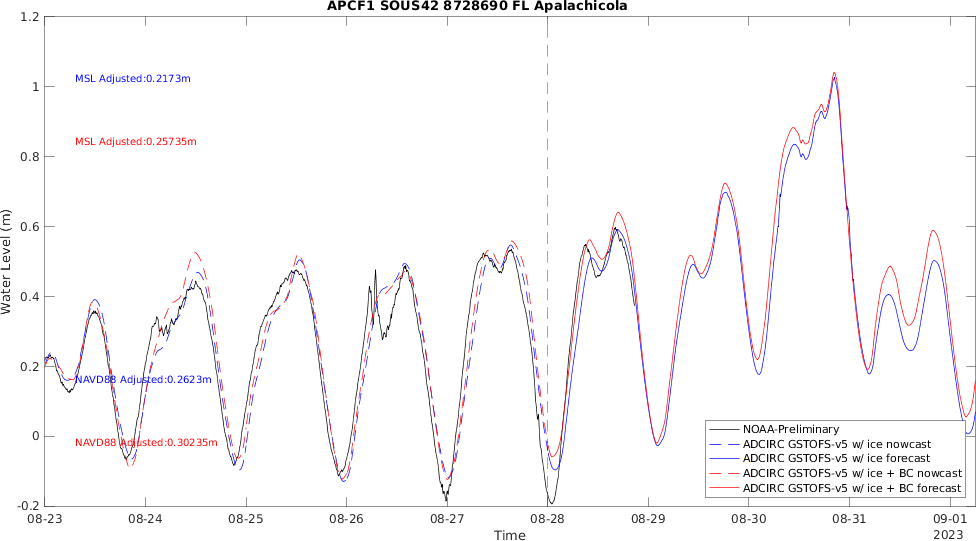 APCF1 SOUS42 8728690 FL Apalachicola
1.2
1
0.8
0.6
0.4
0.2
0
-0.2
Water Level (m)
MSL Adjusted:0.2173m
MSL Adjusted:0.25735m
NAVD88 Adjusted:0.2623m
NAVD88 Adjusted:0.30235m
NOAA-Preliminary
ADCIRC GSTOFS-v5 w/ ice nowcast
ADCIRC GSTOFS-v5 w/ ice forecast
ADCIRC GSTOFS-v5 w/ ice + BC nowcast
ADCIRC GSTOFS-v5 w/ ice + BC forecast
08-23 08-24 08-25 08-26 08-27 08-28 08-29 08-30 08-31 09-01
Time 2023